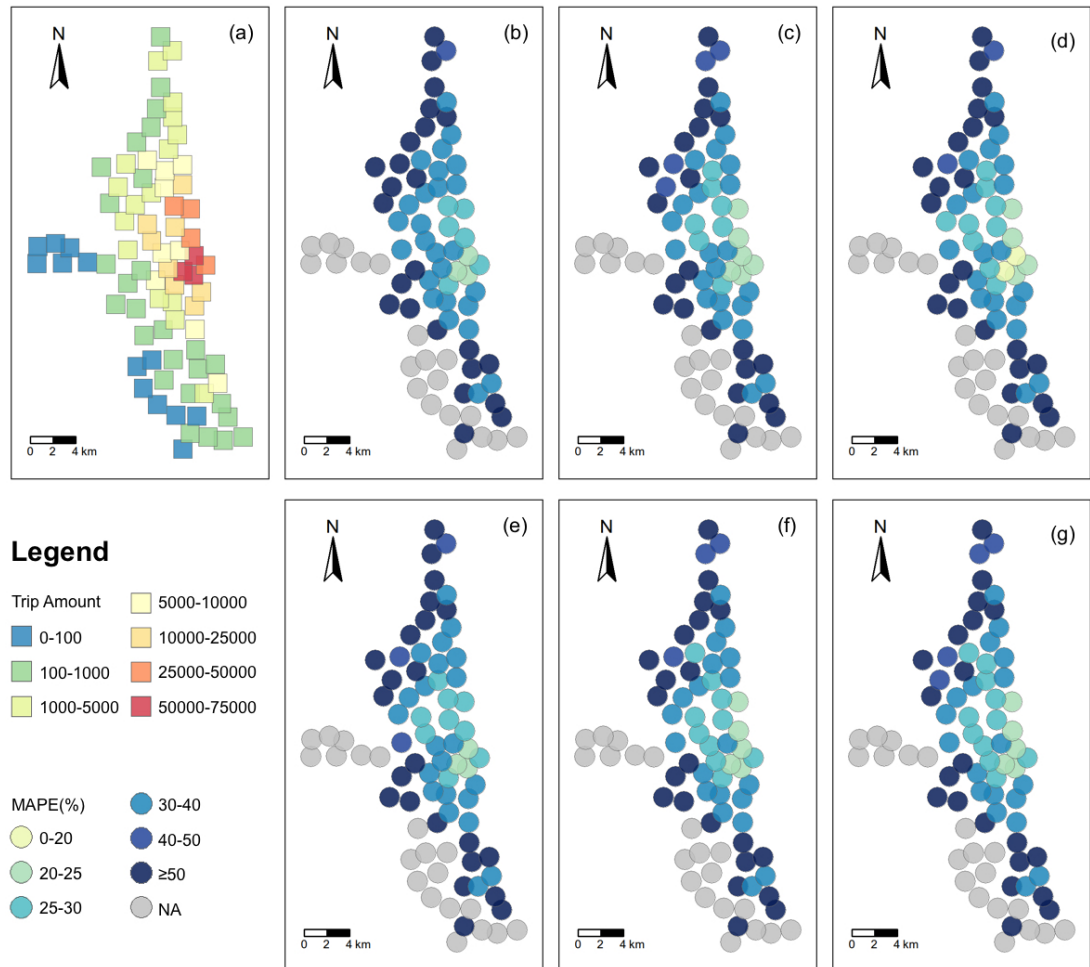 N
(a)
0 2 4 km
N
(b)
0 2 4 km
N
(c)
0 2 4 km
N
(d)
0 2 4 km
Legend
Trip Amount
0-100
100-1000
1000-5000
5000-10000
10000-25000
25000-50000
50000-75000
MAPE(%)
0-20
20-25
25-30
30-40
40-50
≥50
NA
N
(e)
0 2 4 km
N
(f)
0 2 4 km
N
(g)
0 2 4 km